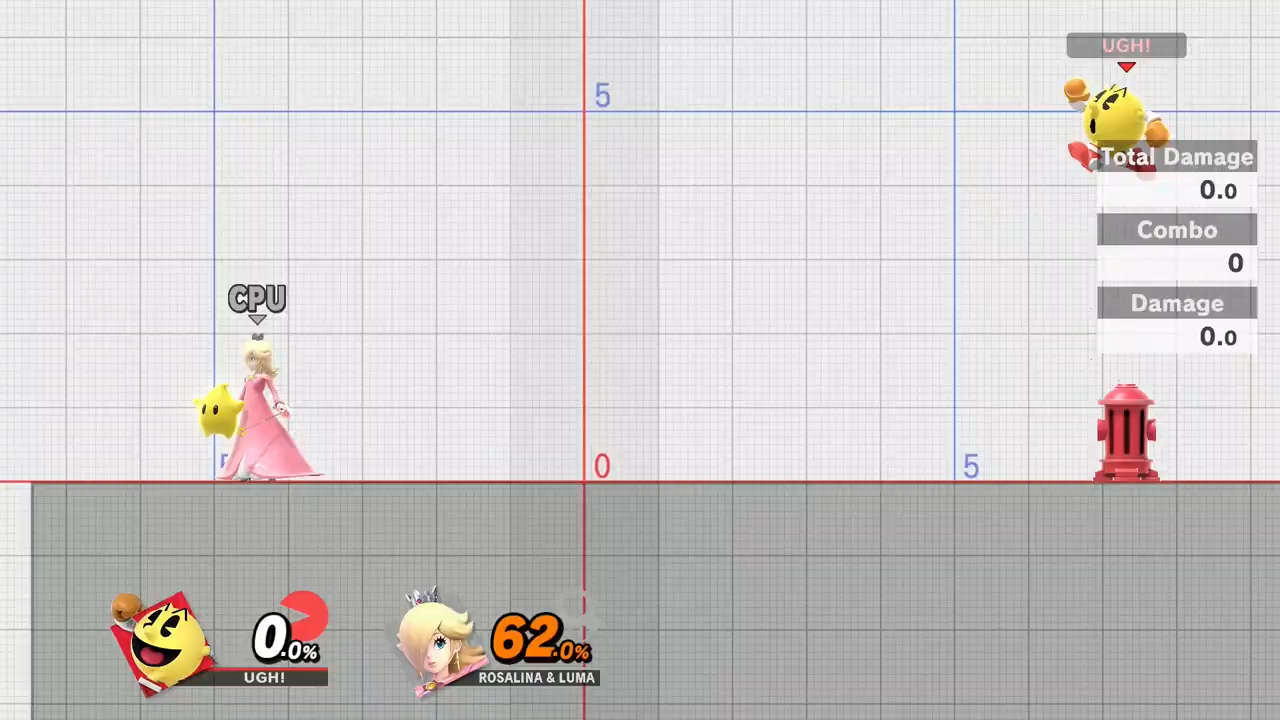 UGH!
5
Total Damage
0.0
Combo
0
CPU
Damage
0.0
5
0
5
0.0%
UGH!
62.0%
ROSALINA & LUMA